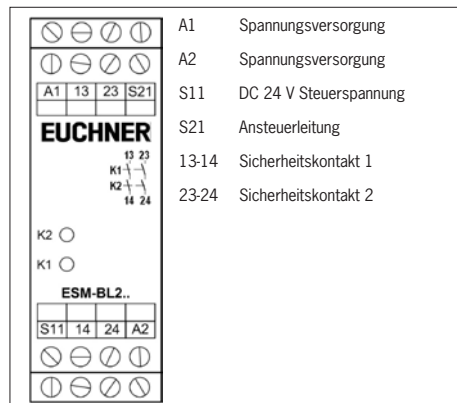 A1 13 23 S21
EUCHNER
13 23
K1
K2
14 24
K2
K1
ESM-BL2..
S11 14 24 A2
A1 Spannungsversorgung
A2 Spannungsversorgung
S11 DC 24 V Steuerspannung
S21 Ansteuerleitung
13-14 Sicherheitskontakt 1
23-24 Sicherheitskontakt 2